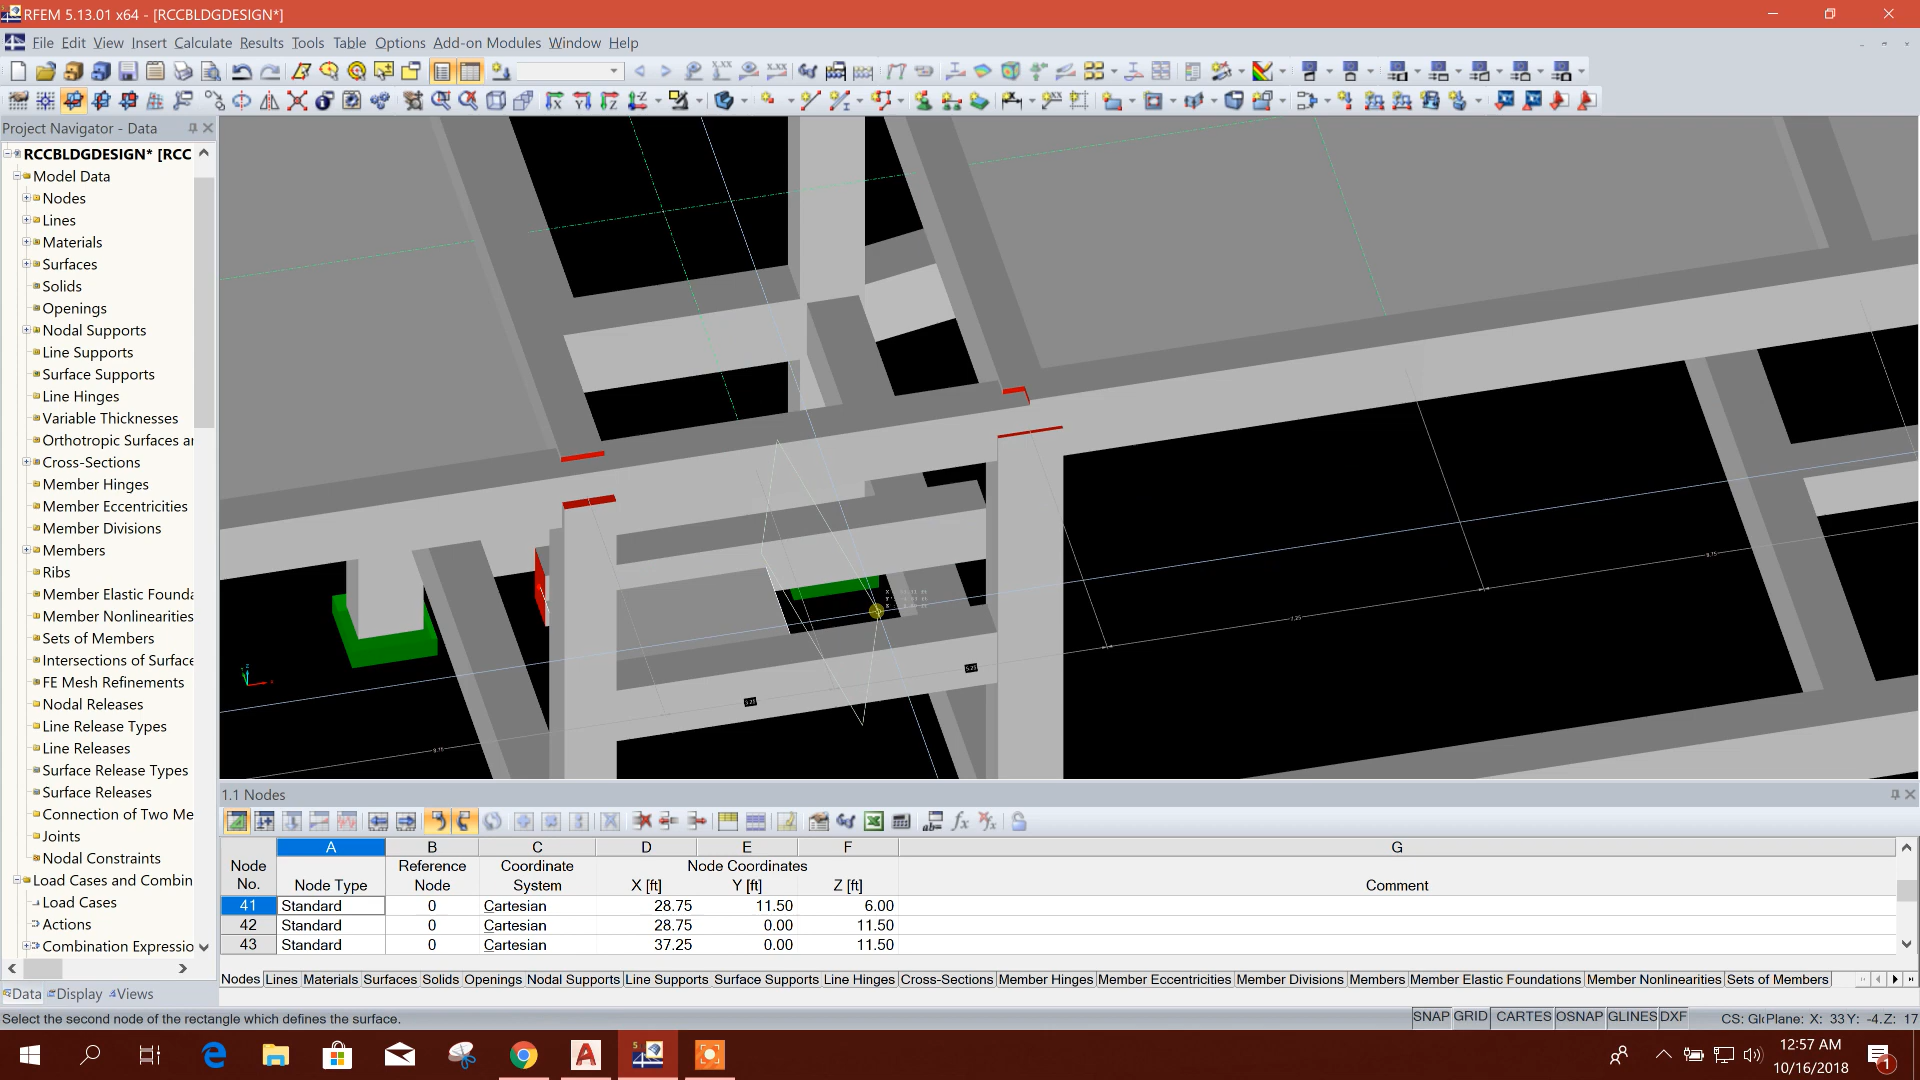 RFEM 5.13.01 x64 - [RCCBLDGDESIGN*]
File Edit View Insert Calculate Results Tools Table Options Add-on Modules Window Help
Project Navigator - Data
RCCBLDGDESIGN* [RCC
Model Data
Nodes
Lines
Materials
Surfaces
Solids
Openings
Nodal Supports
Line Supports
Surface Supports
Line Hinges
Variable Thicknesses
Orthotropic Surfaces ar
Cross-Sections
Member Hinges
Member Eccentricities
Member Divisions
Members
Ribs
Member Elastic Founda
Member Nonlinearities
Sets of Members
Intersections of Surface
FE Mesh Refinements
Nodal Releases
Line Release Types
Line Releases
Surface Release Types
Surface Releases
Connection of Two Me
Joints
Nodal Constraints
Load Cases and Combin
Load Cases
Actions
Combination Expressio
Data Display Views
1.1 Nodes
A B C D E F G
Node No. Node Type Reference Node Coordinate System Node Coordinates X [ft] Y [ft] Z [ft] Comment
41 Standard 0 Cartesian 28.75 11.50 6.00
42 Standard 0 Cartesian 28.75 0.00 11.50
43 Standard 0 Cartesian 37.25 0.00 11.50
Nodes Lines Materials Surfaces Solids Openings Nodal Supports Line Supports Surface Supports Line Hinges Cross-Sections Member Hinges Member Eccentricities Member Divisions Members Member Elastic Foundations Member Nonlinearities Sets of Members
Select the second node of the rectangle which defines the surface.
SNAP GRID CARTES OSNAP GLINES DXF
12:57 AM
10/16/2018
1